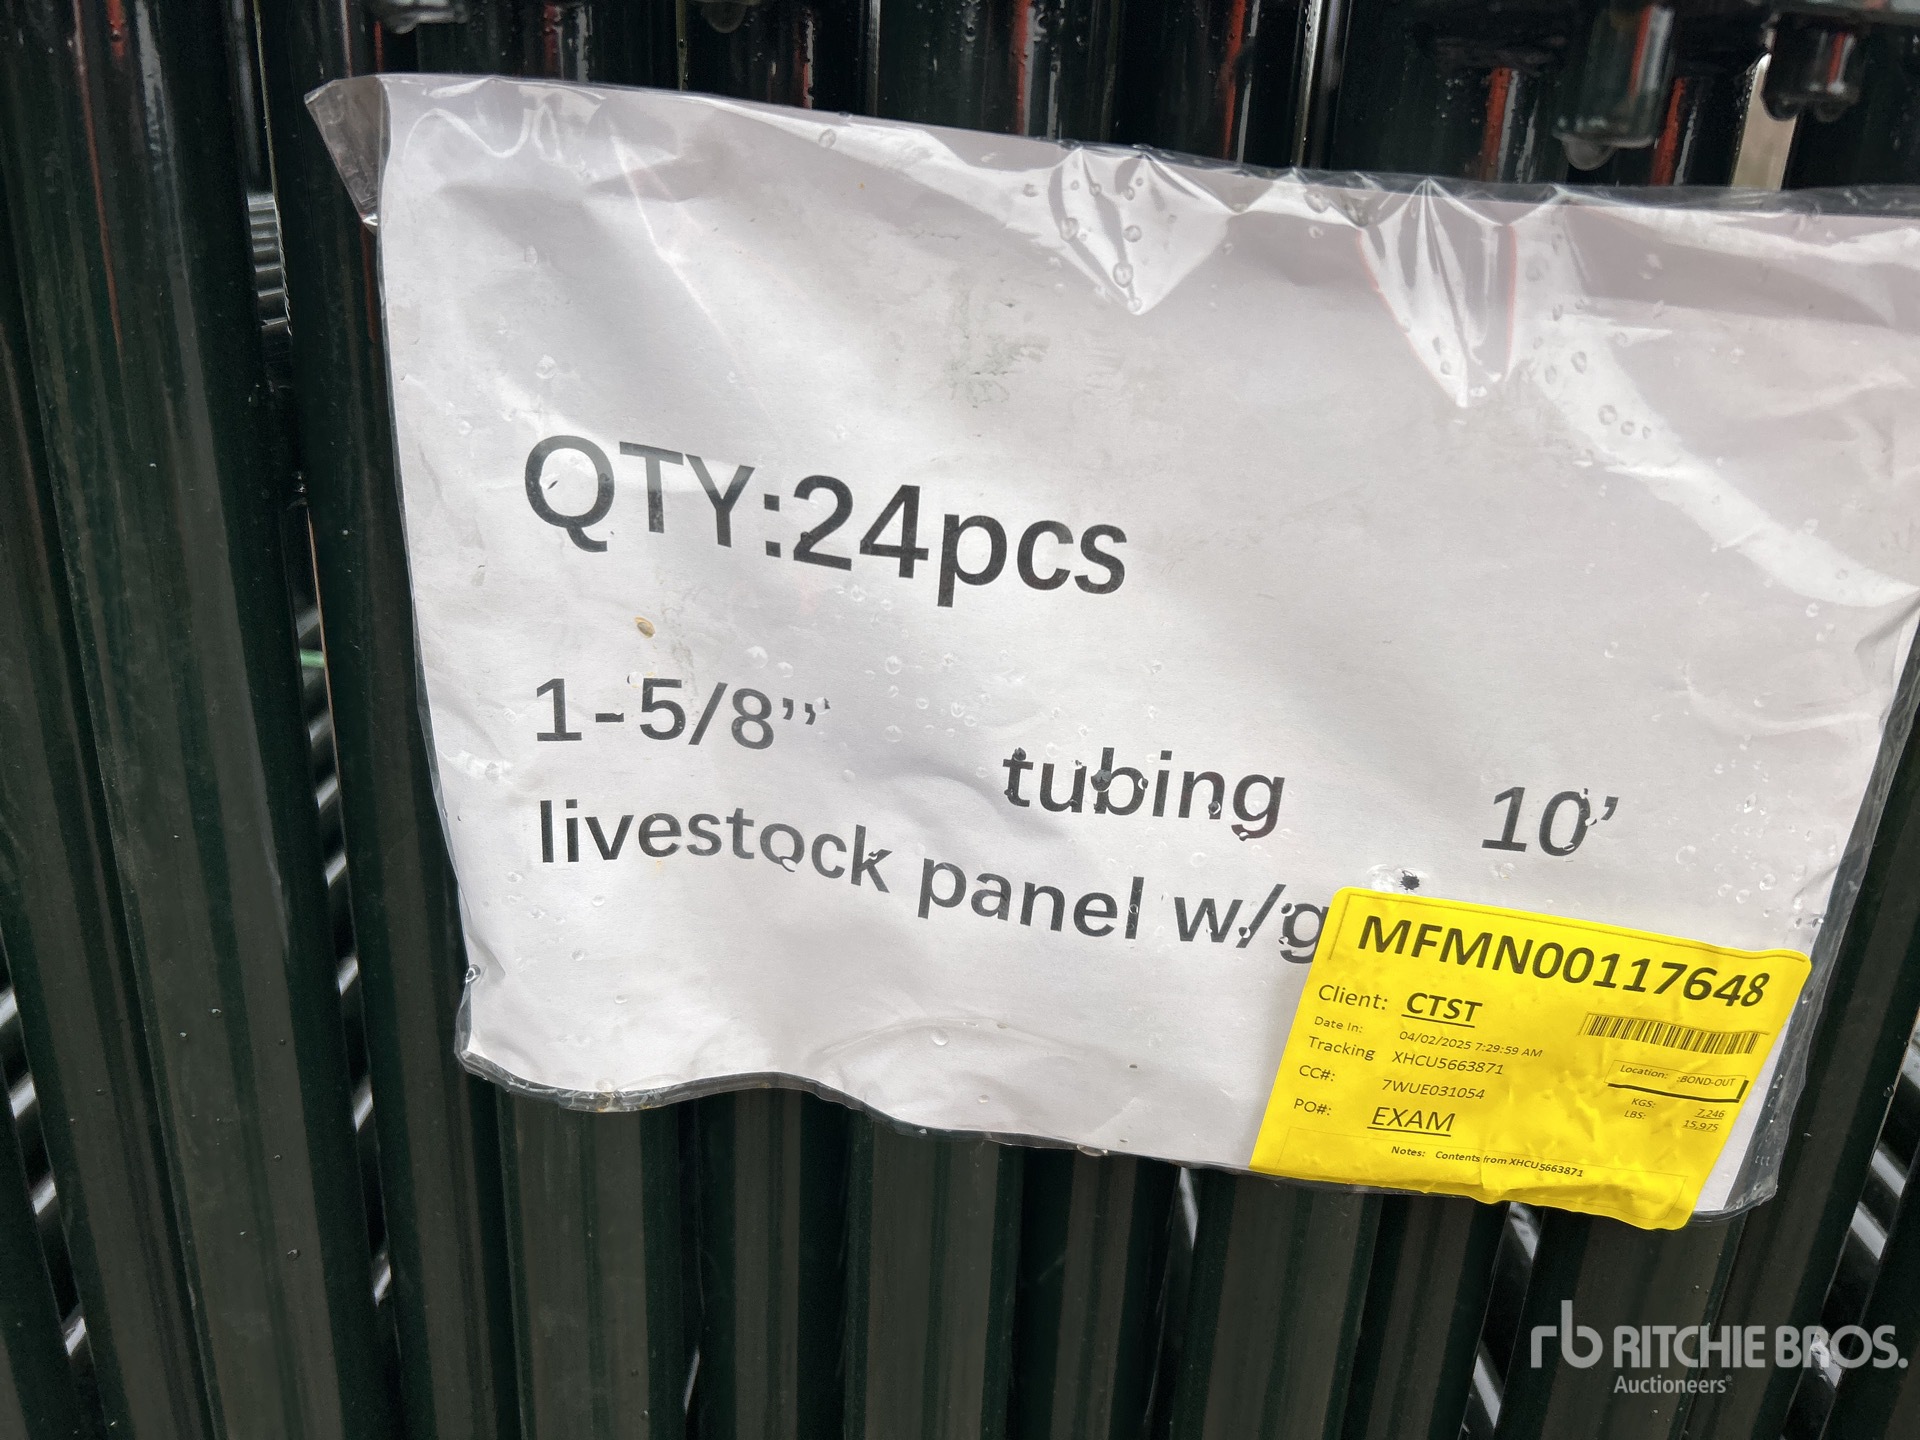 QTY:24pcs
1-5/8’’ tubing 10’
livestock panel w/g
MFMN00117648
Client: CTST
Date In: 04/02/2025 7:29:59 AM
Tracking XHCU5663871
CC#: 7WUE031054
PO#: EXAM
Location: :BOND-OUT
KGS: 7,246
LBS: 15,975
Notes: Contents from XHCU5663871
rb RITCHIE BROS.
Auctioneers